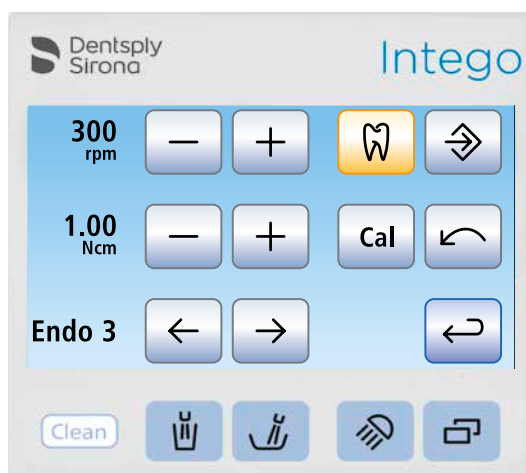 Dentsply
Sirona
Intego
300
rpm
1.00
Ncm
Cal
Endo 3
Clean